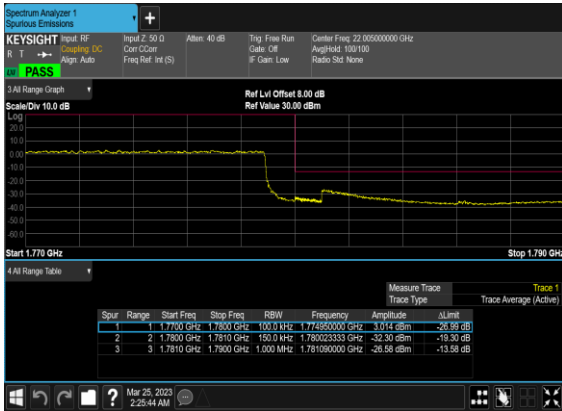 Spectrum Analyzer 1
Spurious Emissions
+
KEYSIGHT
R T
LM PASS
Input: RF
Coupling: DC
Align: Auto
Input Z: 50 Ω
Corr CCorr
Freq Ref: Int (S)
Atten: 40 dB
Trig: Free Run
Gate: Off
IF Gain: Low
Center Freq: 22.005000000 GHz
Avg|Hold: 100/100
Radio Std: None
3 All Range Graph
Scale/Div 10.0 dB
Ref Lvl Offset 8.00 dB
Ref Value 30.00 dBm
Log
20.0
10.0
0.00
-10.0
-20.0
-30.0
-40.0
-50.0
-60.0
Start 1.770 GHz
Stop 1.790 GHz
4 All Range Table
Measure Trace Trace 1
Trace Type Trace Average (Active)
Spur Range Start Freq Stop Freq RBW Frequency Amplitude ΔLimit
1 1 1.7700 GHz 1.7800 GHz 100.0 kHz 1.774950000 GHz 3.014 dBm -26.99 dB
2 2 1.7800 GHz 1.7810 GHz 150.0 kHz 1.780023333 GHz -32.30 dBm -19.30 dB
3 3 1.7810 GHz 1.7900 GHz 1.000 MHz 1.781090000 GHz -26.58 dBm -13.58 dB
?
Mar 25, 2023
2:25:44 AM